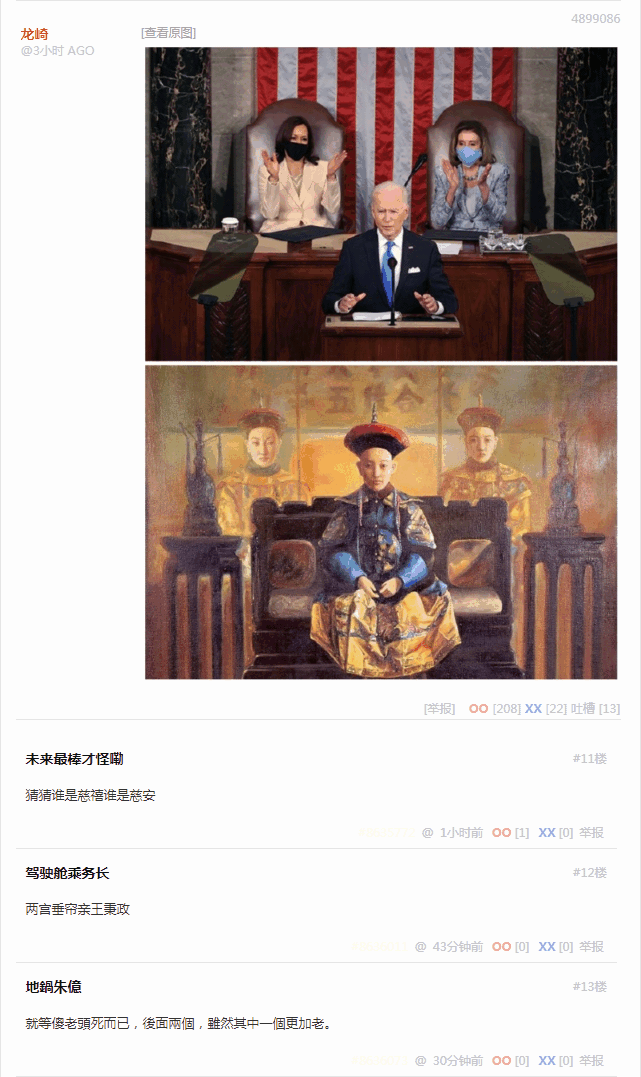 4899086
龙崎
[查看原图]
@3小时 AGO
[举报] OO [208] XX [22] 吐槽 [13]
未来最棒才怪嘞 #11楼
猜猜谁是慈禧谁是慈安
@ 1小时前 OO [1] XX [0] 举报
驾驶舱乘务长 #12楼
两宫垂帘亲王秉政
@ 43分钟前 OO [0] XX [0] 举报
地鍋朱億 #13楼
就等傻老頭死而已，後面兩個，雖然其中一個更加老。
@ 30分钟前 OO [0] XX [0] 举报